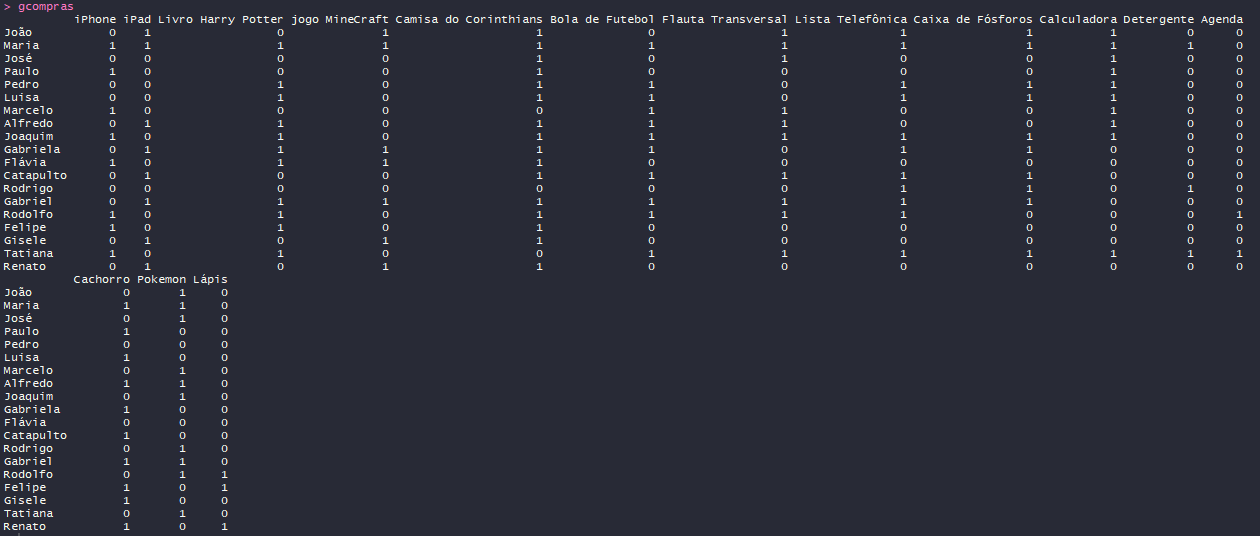 > gcompras
iPhone iPad Livro Harry Potter jogo MineCraft Camisa do Corinthians Bola de Futebol Flauta Transversal Lista Telefônica Caixa de Fósforos Calculadora Detergente Agenda
João 0 1 0 1 1 0 1 1 1 1 0 0
Maria 1 1 1 1 1 1 1 1 1 1 1 0
José 0 0 0 0 1 0 1 0 0 1 0 0
Paulo 1 0 0 0 1 0 0 0 0 1 0 0
Pedro 0 0 1 0 1 1 0 1 1 1 0 0
Luisa 0 0 1 0 1 1 0 1 1 1 0 0
Marcelo 1 0 0 0 1 1 1 0 0 1 0 0
Alfredo 0 1 1 0 1 0 1 0 0 1 0 0
Joaquim 1 0 1 0 1 1 1 1 1 1 0 0
Gabriela 0 1 1 1 1 1 0 1 1 0 0 0
Flávia 1 0 1 1 1 0 0 0 0 0 0 0
Catapulto 0 1 0 0 1 1 1 1 1 0 0 0
Rodrigo 0 0 0 0 0 0 0 1 1 0 1 0
Gabriel 0 1 1 1 1 1 1 1 1 0 0 0
Rodolfo 1 0 1 0 1 1 1 1 0 0 0 1
Felipe 1 0 1 0 1 0 0 0 0 0 0 0
Gisele 0 1 0 1 1 0 0 0 0 0 0 0
Tatiana 1 0 1 0 0 1 1 0 1 1 1 1
Renato 0 1 0 1 1 0 0 0 0 0 0 0
Cachorro Pokemon Lápis
João 0 1 0
Maria 1 1 0
José 0 1 0
Paulo 1 0 0
Pedro 0 0 0
Luisa 1 0 0
Marcelo 0 1 0
Alfredo 1 1 0
Joaquim 0 1 0
Gabriela 1 0 0
Flávia 0 0 0
Catapulto 1 0 0
Rodrigo 0 1 0
Gabriel 1 1 0
Rodolfo 0 1 1
Felipe 1 0 1
Gisele 1 0 0
Tatiana 0 1 0
Renato 1 0 1